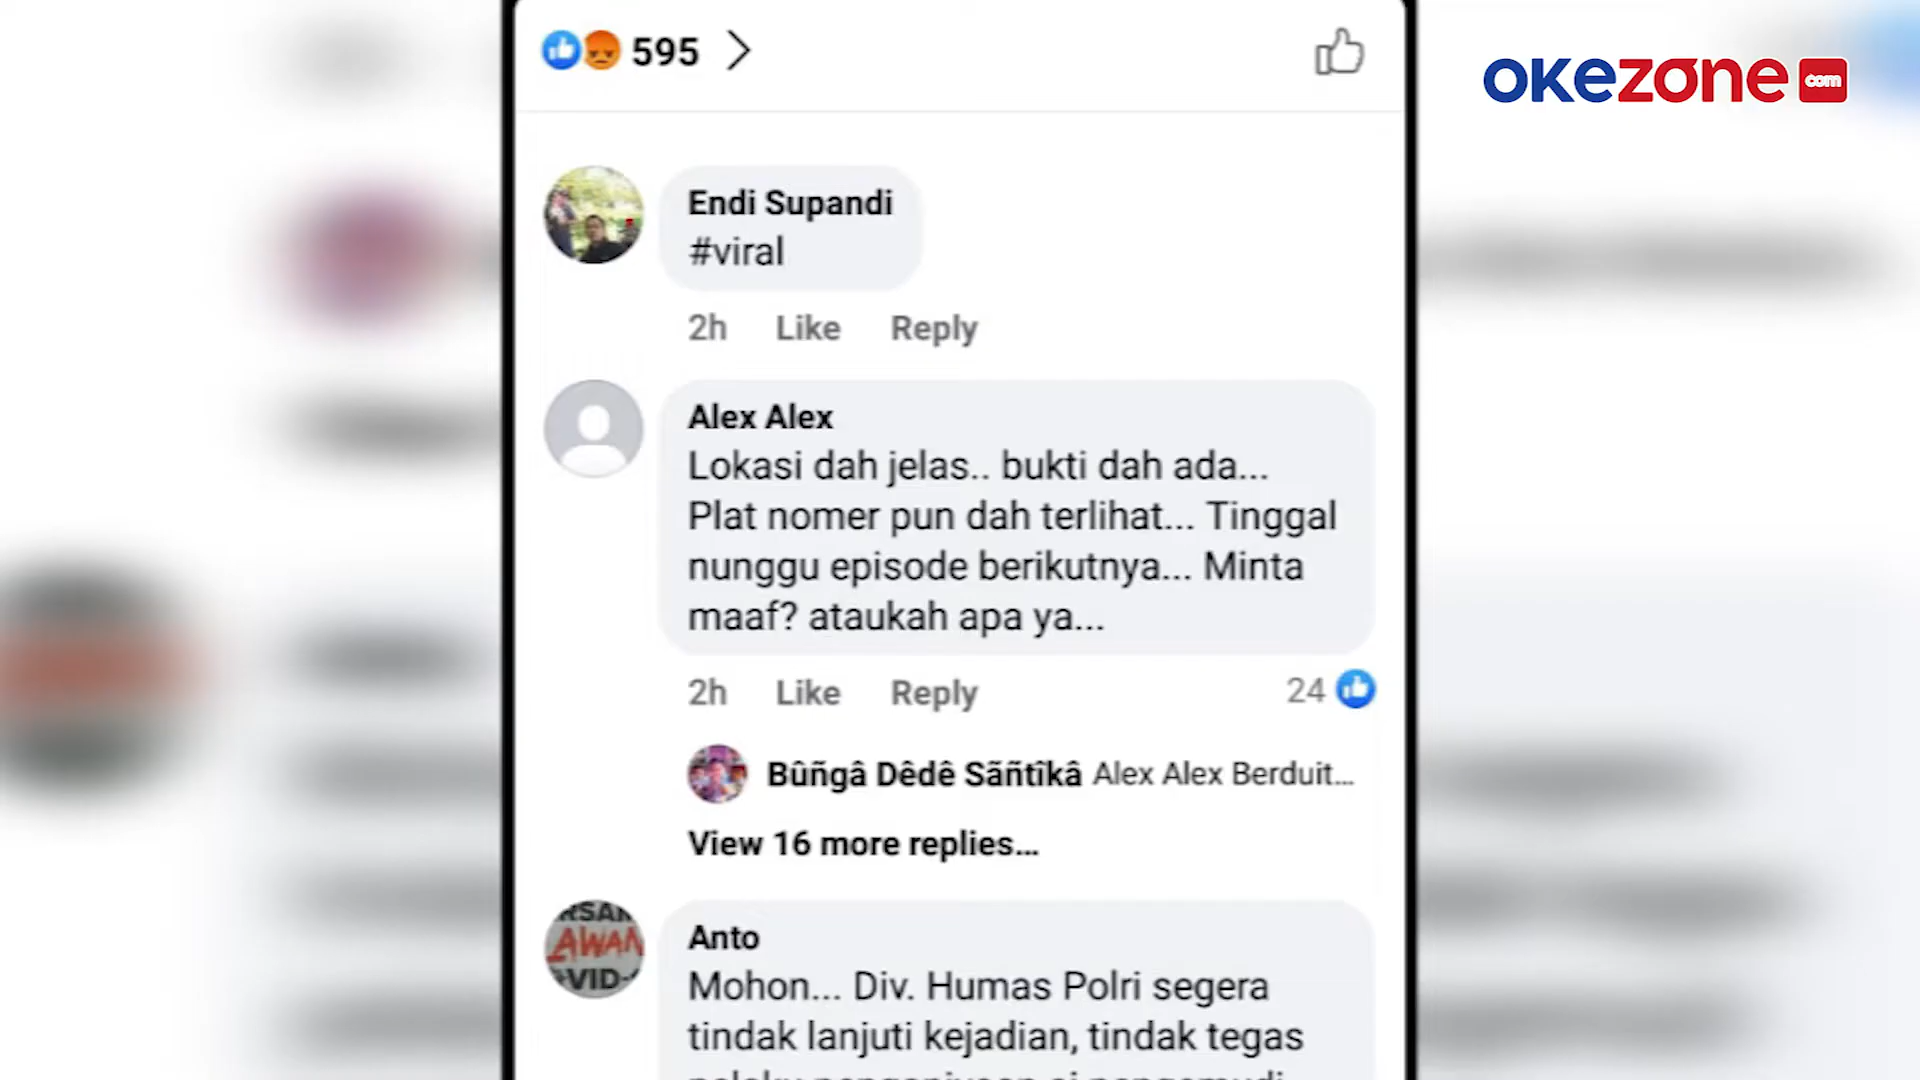 595
OKEZONE com
Endi Supandi
#viral
2h Like Reply
Alex Alex
Lokasi dah jelas.. bukti dah ada...
Plat nomer pun dah terlihat... Tinggal
nunggu episode berikutnya... Minta
maaf? ataukah apa ya...
2h Like Reply 24
Bûñgâ Dêdê Sãñtîkâ Alex Alex Berduit...
View 16 more replies...
AWAN
Anto
Mohon... Div. Humas Polri segera
tindak lanjuti kejadian, tindak tegas